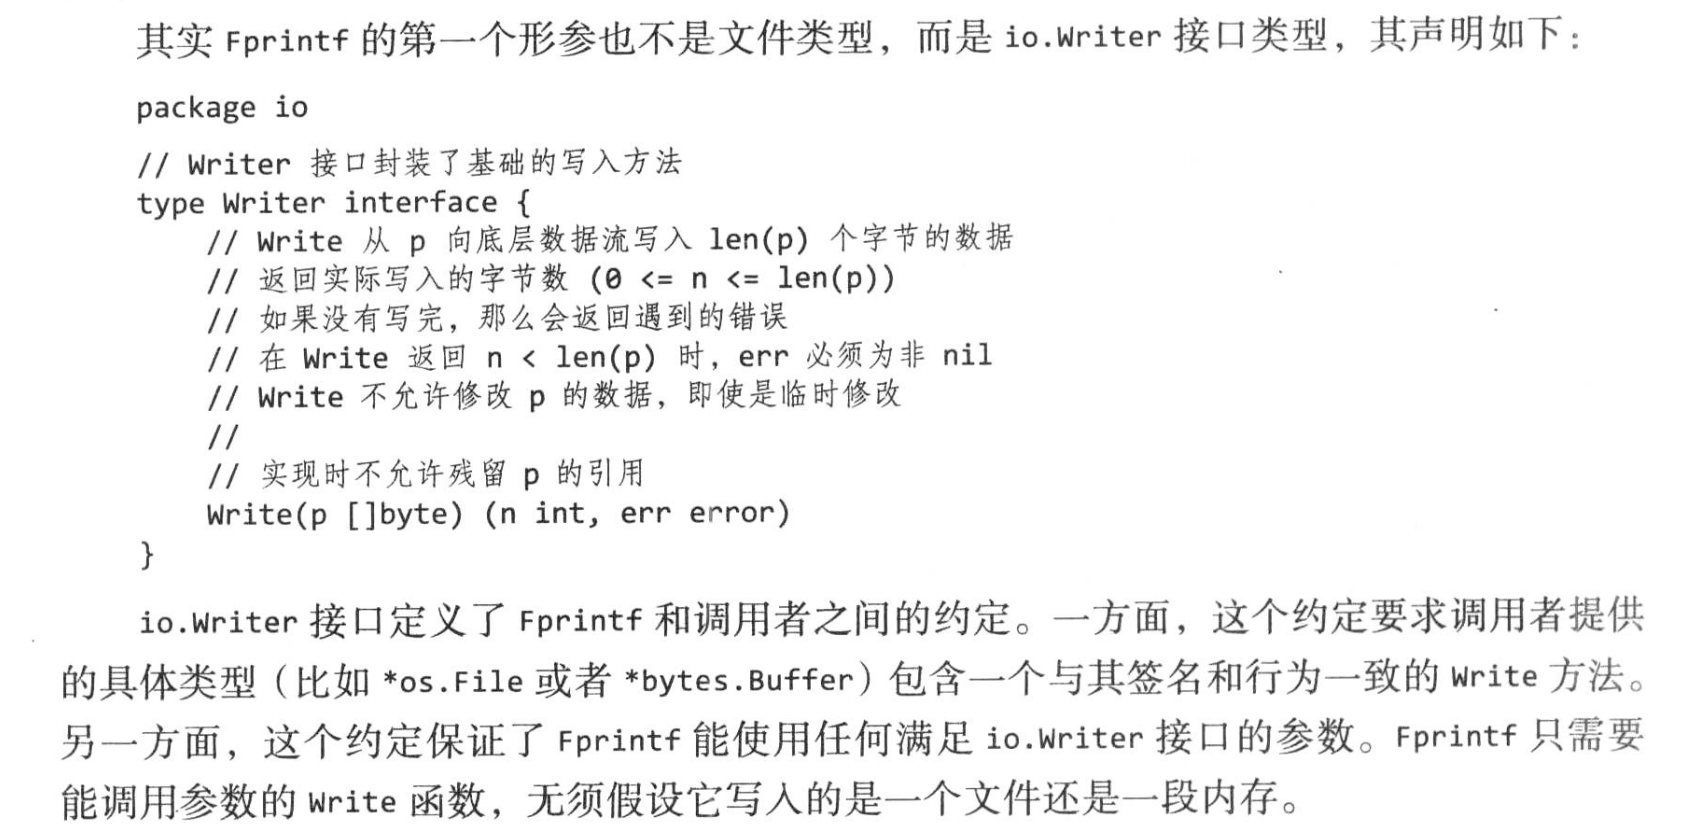 其实 Fprintf 的第一个形参也不是文件类型，而是 io.Writer 接口类型，其声明如下：
package io
// Writer 接口封装了基础的写入方法
type Writer interface {
// Write 从 p 向底层数据流写入 len(p) 个字节的数据
// 返回实际写入的字节数 (0 <= n <= len(p))
// 如果没有写完，那么会返回遇到的错误
// 在 Write 返回 n < len(p) 时，err 必须为非 nil
// Write 不允许修改 p 的数据，即使是临时修改
//
// 实现时不允许残留 p 的引用
Write(p []byte) (n int, err error)
}
io.Writer 接口定义了 Fprintf 和调用者之间的约定。一方面，这个约定要求调用者提供
的具体类型（比如 *os.File 或者 *bytes.Buffer）包含一个与其签名和行为一致的 Write 方法。
另一方面，这个约定保证了 Fprintf 能使用任何满足 io.Writer 接口的参数。Fprintf 只需要
能调用参数的 Write 函数，无须假设它写入的是一个文件还是一段内存。